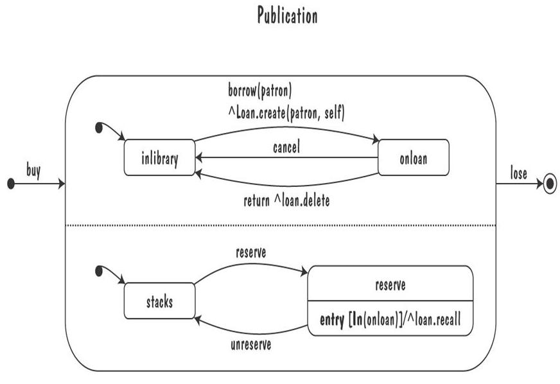 Publication
borrow(patron)
^Loan.create(patron, self)
inlibrary
cancel
onloan
buy
lose
return ^loan.delete
reserve
reserve
stacks
entry [In(onloan)]/^loan.recall
unreserve